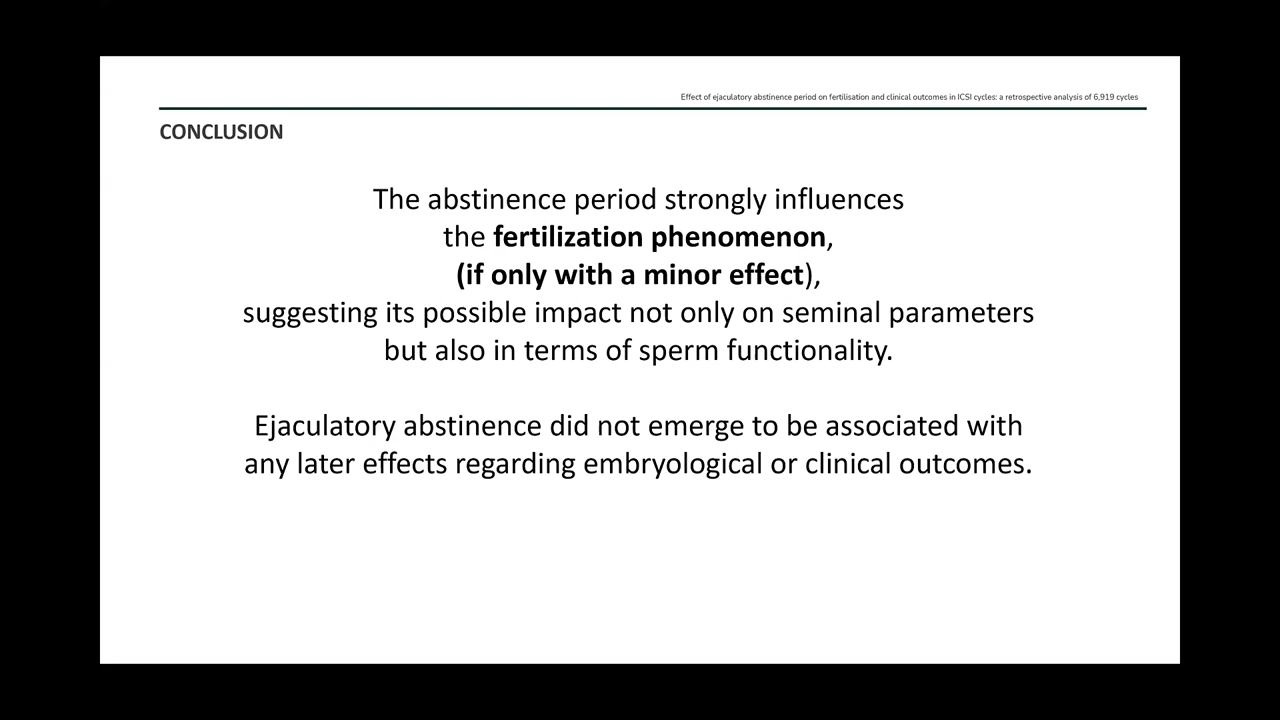 Effect of ejaculatory abstinence period on fertilisation and clinical outcomes in ICSI cycles: a retrospective analysis of 6,919 cycles
CONCLUSION
The abstinence period strongly influences
the fertilization phenomenon,
(if only with a minor effect),
suggesting its possible impact not only on seminal parameters
but also in terms of sperm functionality.
Ejaculatory abstinence did not emerge to be associated with
any later effects regarding embryological or clinical outcomes.